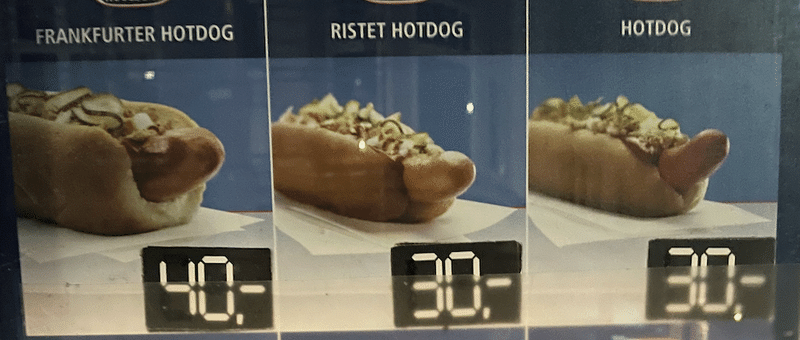 FRANKFURTER HOTDOG
RISTET HOTDOG
HOTDOG
40,-
30,-
30,-